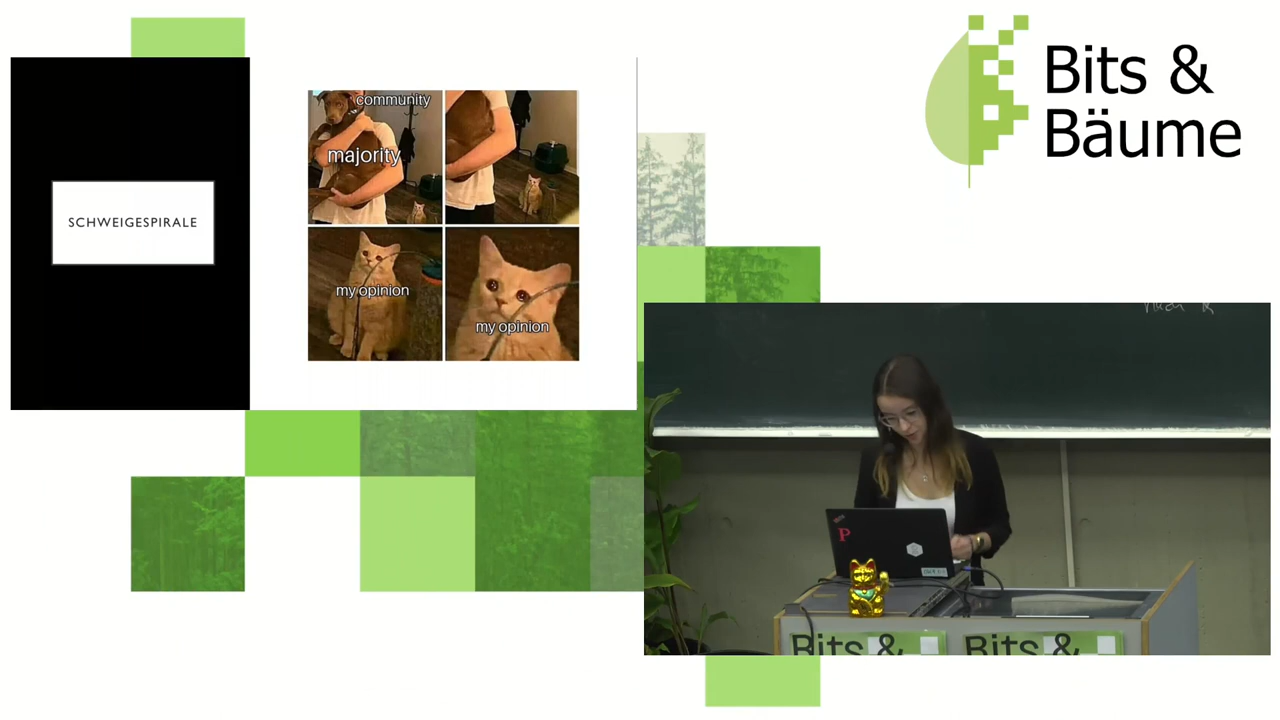 SCHWEIGESPIRALE
community
majority
my opinion
my opinion
Bits &
Bäume
P
Bits &
Bits &